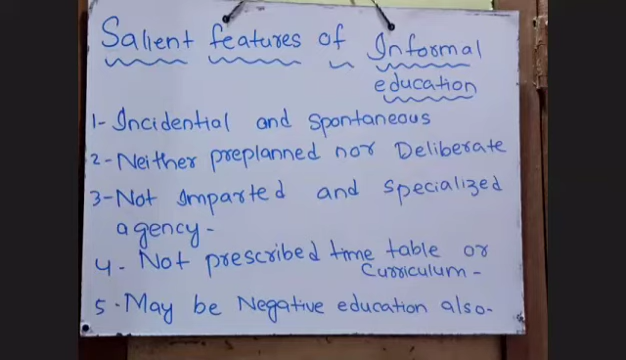 Salient features of Informal
education
1- Incidential and spontaneous
2- Neither preplanned nor Deliberate
3- Not Imparted and specialized
agency-
4- Not prescribed time table or
Curriculum-
5- May be Negative education also-